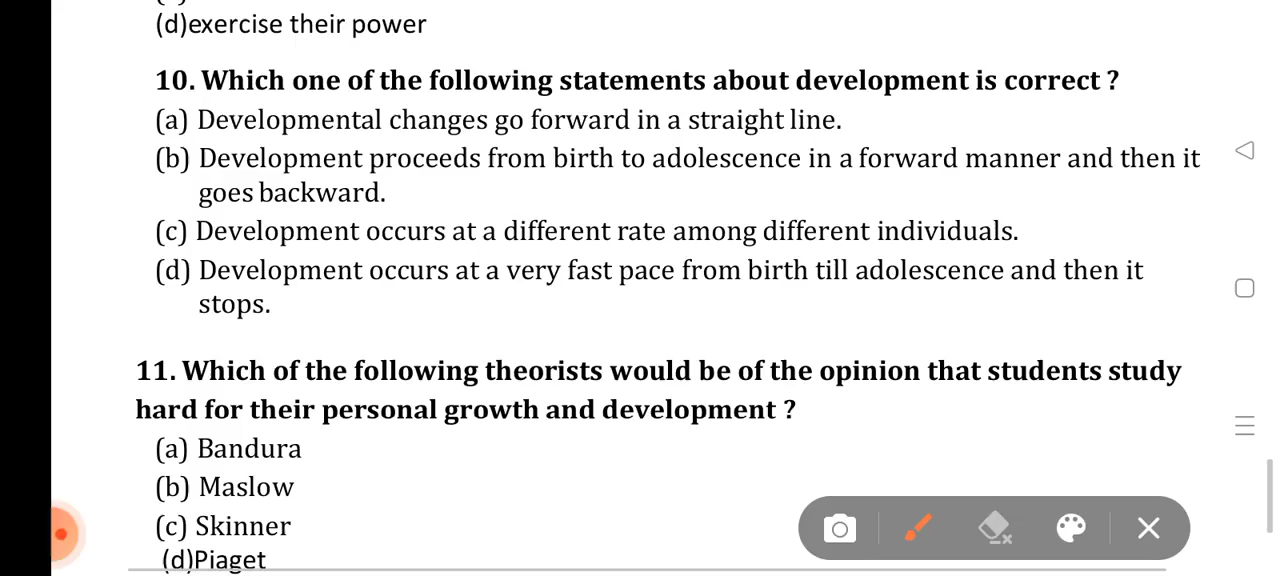 (d)exercise their power
10. Which one of the following statements about development is correct ?
(a) Developmental changes go forward in a straight line.
(b) Development proceeds from birth to adolescence in a forward manner and then it
goes backward.
(c) Development occurs at a different rate among different individuals.
(d) Development occurs at a very fast pace from birth till adolescence and then it
stops.
11. Which of the following theorists would be of the opinion that students study
hard for their personal growth and development ?
(a) Bandura
(b) Maslow
(c) Skinner
(d)Piaget